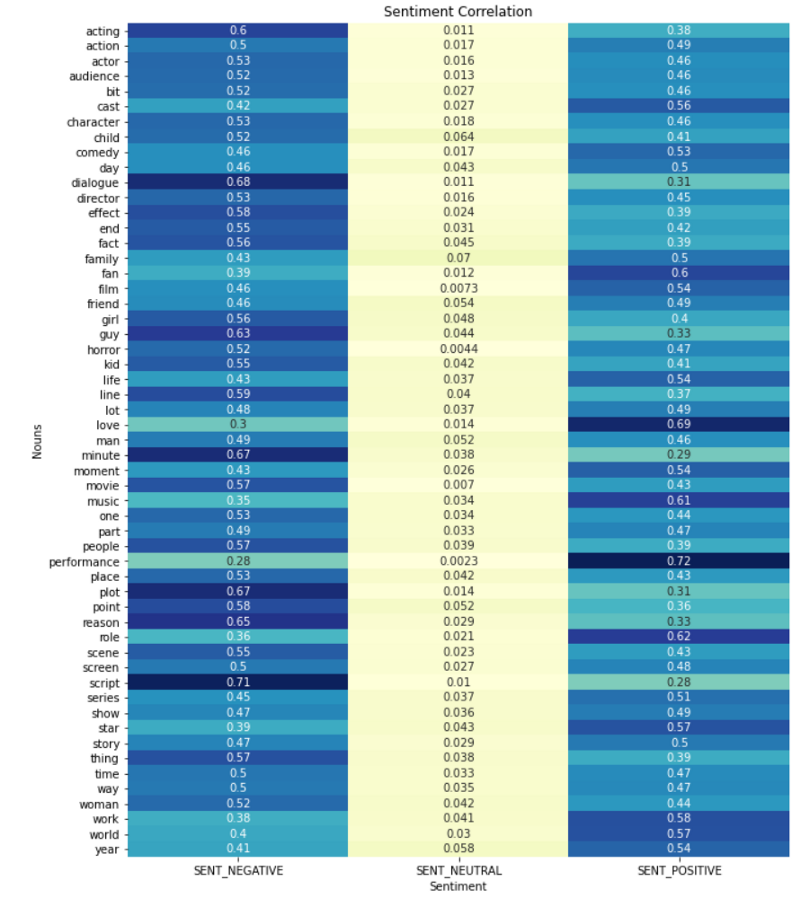 Sentiment Correlation
acting 0.6 0.011 0.38
action 0.5 0.017 0.49
actor 0.53 0.016 0.46
audience 0.52 0.013 0.46
bit 0.52 0.027 0.46
cast 0.42 0.027 0.56
character 0.53 0.018 0.46
child 0.52 0.064 0.41
comedy 0.46 0.017 0.53
day 0.46 0.043 0.5
dialogue 0.68 0.011 0.31
director 0.53 0.016 0.45
effect 0.58 0.024 0.39
end 0.55 0.031 0.42
fact 0.56 0.045 0.39
family 0.43 0.07 0.5
fan 0.39 0.012 0.6
film 0.46 0.0073 0.54
friend 0.46 0.054 0.49
girl 0.56 0.048 0.4
guy 0.63 0.044 0.33
horror 0.52 0.0044 0.47
kid 0.55 0.042 0.41
life 0.43 0.037 0.54
line 0.59 0.04 0.37
lot 0.48 0.037 0.49
love 0.3 0.014 0.69
man 0.49 0.052 0.46
minute 0.67 0.038 0.29
moment 0.43 0.026 0.54
movie 0.57 0.007 0.43
music 0.35 0.034 0.61
one 0.53 0.034 0.44
part 0.49 0.033 0.47
people 0.57 0.039 0.39
performance 0.28 0.0023 0.72
place 0.53 0.042 0.43
plot 0.67 0.014 0.31
point 0.58 0.052 0.36
reason 0.65 0.029 0.33
role 0.36 0.021 0.62
scene 0.55 0.023 0.43
screen 0.5 0.027 0.48
script 0.71 0.01 0.28
series 0.45 0.037 0.51
show 0.47 0.036 0.49
star 0.39 0.043 0.57
story 0.47 0.029 0.5
thing 0.57 0.038 0.39
time 0.5 0.033 0.47
way 0.5 0.035 0.47
woman 0.52 0.042 0.44
work 0.38 0.041 0.58
world 0.4 0.03 0.57
year 0.41 0.058 0.54
Nouns
SENT_NEGATIVE SENT_NEUTRAL SENT_POSITIVE
Sentiment